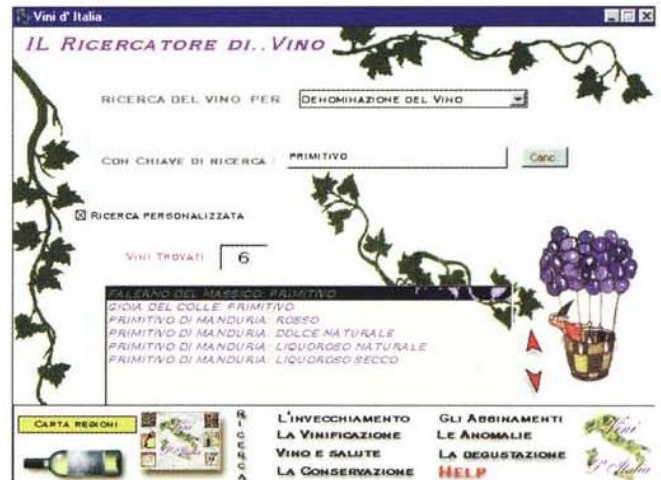 Vini d' Italia
IL RICERCATORE DI..VINO
RICERCA DEL VINO PER DENOMINAZIONE DEL VINO
CON CHIAVE DI RICERCA : PRIMITIVO Canc
RICERCA PERSONALIZZATA
VINI TROVATI 6
FALERNO DEL MASSICO: PRIMITIVO
GIOIA DEL COLLE: PRIMITIVO
PRIMITIVO DI MANDURIA: ROSSO
PRIMITIVO DI MANDURIA: DOLCE NATURALE
PRIMITIVO DI MANDURIA: LIQUOROSO NATURALE
PRIMITIVO DI MANDURIA: LIQUOROSO SECCO
CARTA REGIONI
RICERCA
L'INVECCHIAMENTO
LA VINIFICAZIONE
VINO E SALUTE
LA CONSERVAZIONE
GLI ABBINAMENTI
LE ANOMALIE
LA DEGUSTAZIONE
HELP
Vini
D'Italia